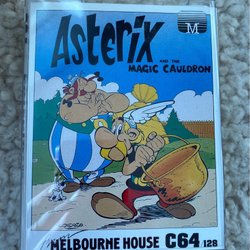 Asterix
AND THE
MAGIC CAULDRON
M
MELBOURNE HOUSE C64 128